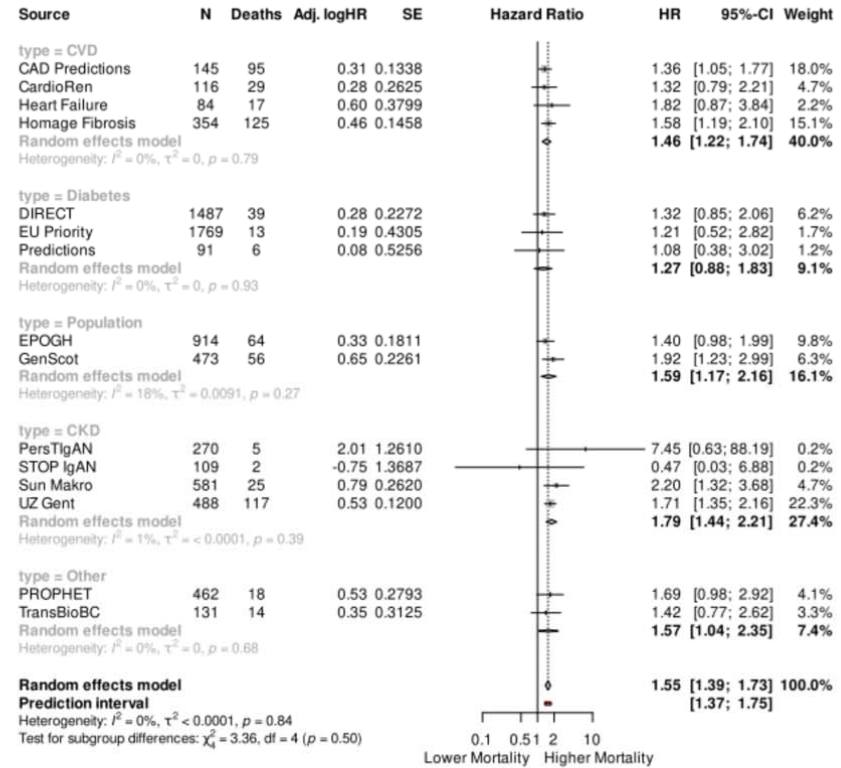 Source N Deaths Adj. logHR SE Hazard Ratio HR 95%-CI Weight
type = CVD
CAD Predictions 145 95 0.31 0.1338 1.36 [1.05; 1.77] 18.0%
CardioRen 116 29 0.28 0.2625 1.32 [0.79; 2.21] 4.7%
Heart Failure 84 17 0.60 0.3799 1.82 [0.87; 3.84] 2.2%
Homage Fibrosis 354 125 0.46 0.1458 1.58 [1.19; 2.10] 15.1%
Random effects model 1.46 [1.22; 1.74] 40.0%
Heterogeneity: I² = 0%, τ² = 0, p = 0.79
type = Diabetes
DIRECT 1487 39 0.28 0.2272 1.32 [0.85; 2.06] 6.2%
EU Priority 1769 13 0.19 0.4305 1.21 [0.52; 2.82] 1.7%
Predictions 91 6 0.08 0.5256 1.08 [0.38; 3.02] 1.2%
Random effects model 1.27 [0.88; 1.83] 9.1%
Heterogeneity: I² = 0%, τ² = 0, p = 0.93
type = Population
EPOGH 914 64 0.33 0.1811 1.40 [0.98; 1.99] 9.8%
GenScot 473 56 0.65 0.2261 1.92 [1.23; 2.99] 6.3%
Random effects model 1.59 [1.17; 2.16] 16.1%
Heterogeneity: I² = 18%, τ² = 0.0091, p = 0.27
type = CKD
PersTIgAN 270 5 2.01 1.2610 7.45 [0.63; 88.19] 0.2%
STOP IgAN 109 2 -0.75 1.3687 0.47 [0.03; 6.88] 0.2%
Sun Makro 581 25 0.79 0.2620 2.20 [1.32; 3.68] 4.7%
UZ Gent 488 117 0.53 0.1200 1.71 [1.35; 2.16] 22.3%
Random effects model 1.79 [1.44; 2.21] 27.4%
Heterogeneity: I² = 1%, τ² = < 0.0001, p = 0.39
type = Other
PROPHET 462 18 0.53 0.2793 1.69 [0.98; 2.92] 4.1%
TransBioBC 131 14 0.35 0.3125 1.42 [0.77; 2.62] 3.3%
Random effects model 1.57 [1.04; 2.35] 7.4%
Heterogeneity: I² = 0%, τ² = 0, p = 0.68
Random effects model 1.55 [1.39; 1.73] 100.0%
Prediction interval [1.37; 1.75]
Heterogeneity: I² = 0%, τ² < 0.0001, p = 0.84
Test for subgroup differences: χ²₄ = 3.36, df = 4 (p = 0.50)
0.1 0.5 1 2 10
Lower Mortality Higher Mortality